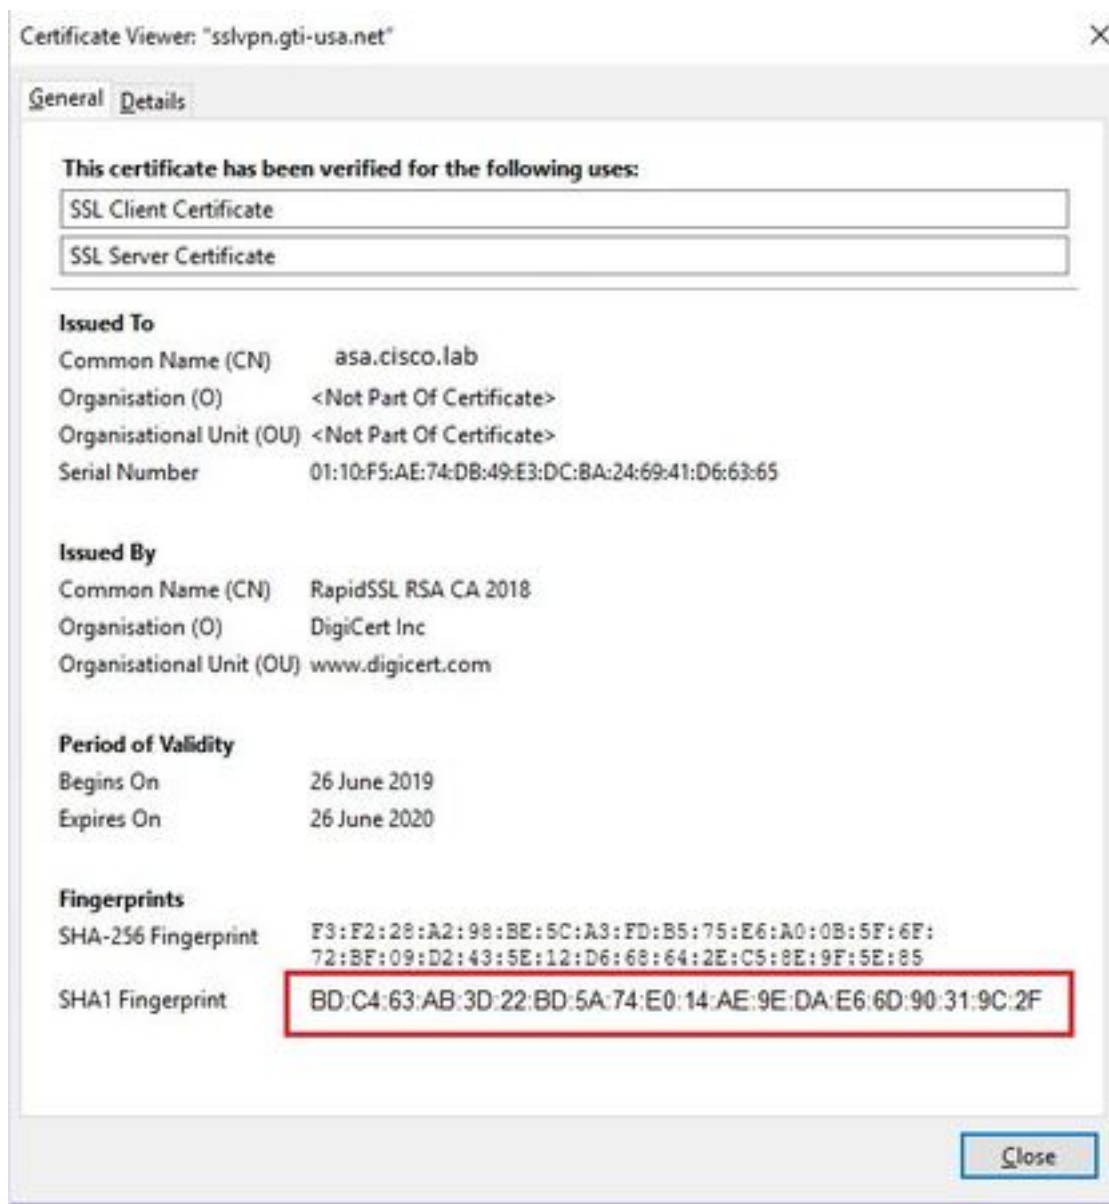 Certificate Viewer: "sslvpn.gti-usa.net"
General Details
This certificate has been verified for the following uses:
SSL Client Certificate
SSL Server Certificate
Issued To
Common Name (CN) asa.cisco.lab
Organisation (O) <Not Part Of Certificate>
Organisational Unit (OU) <Not Part Of Certificate>
Serial Number 01:10:F5:AE:74:DB:49:E3:DC:BA:24:69:41:D6:63:65
Issued By
Common Name (CN) RapidSSL RSA CA 2018
Organisation (O) DigiCert Inc
Organisational Unit (OU) www.digicert.com
Period of Validity
Begins On 26 June 2019
Expires On 26 June 2020
Fingerprints
SHA-256 Fingerprint F3:F2:28:A2:98:BE:5C:A3:FD:B5:75:E6:A0:0B:5F:6F:
72:BF:09:D2:43:5E:12:D6:68:64:2E:C5:8E:9F:5E:85
SHA1 Fingerprint BD:C4:63:AB:3D:22:BD:5A:74:E0:14:AE:9E:DA:E6:6D:90:31:9C:2F
Close